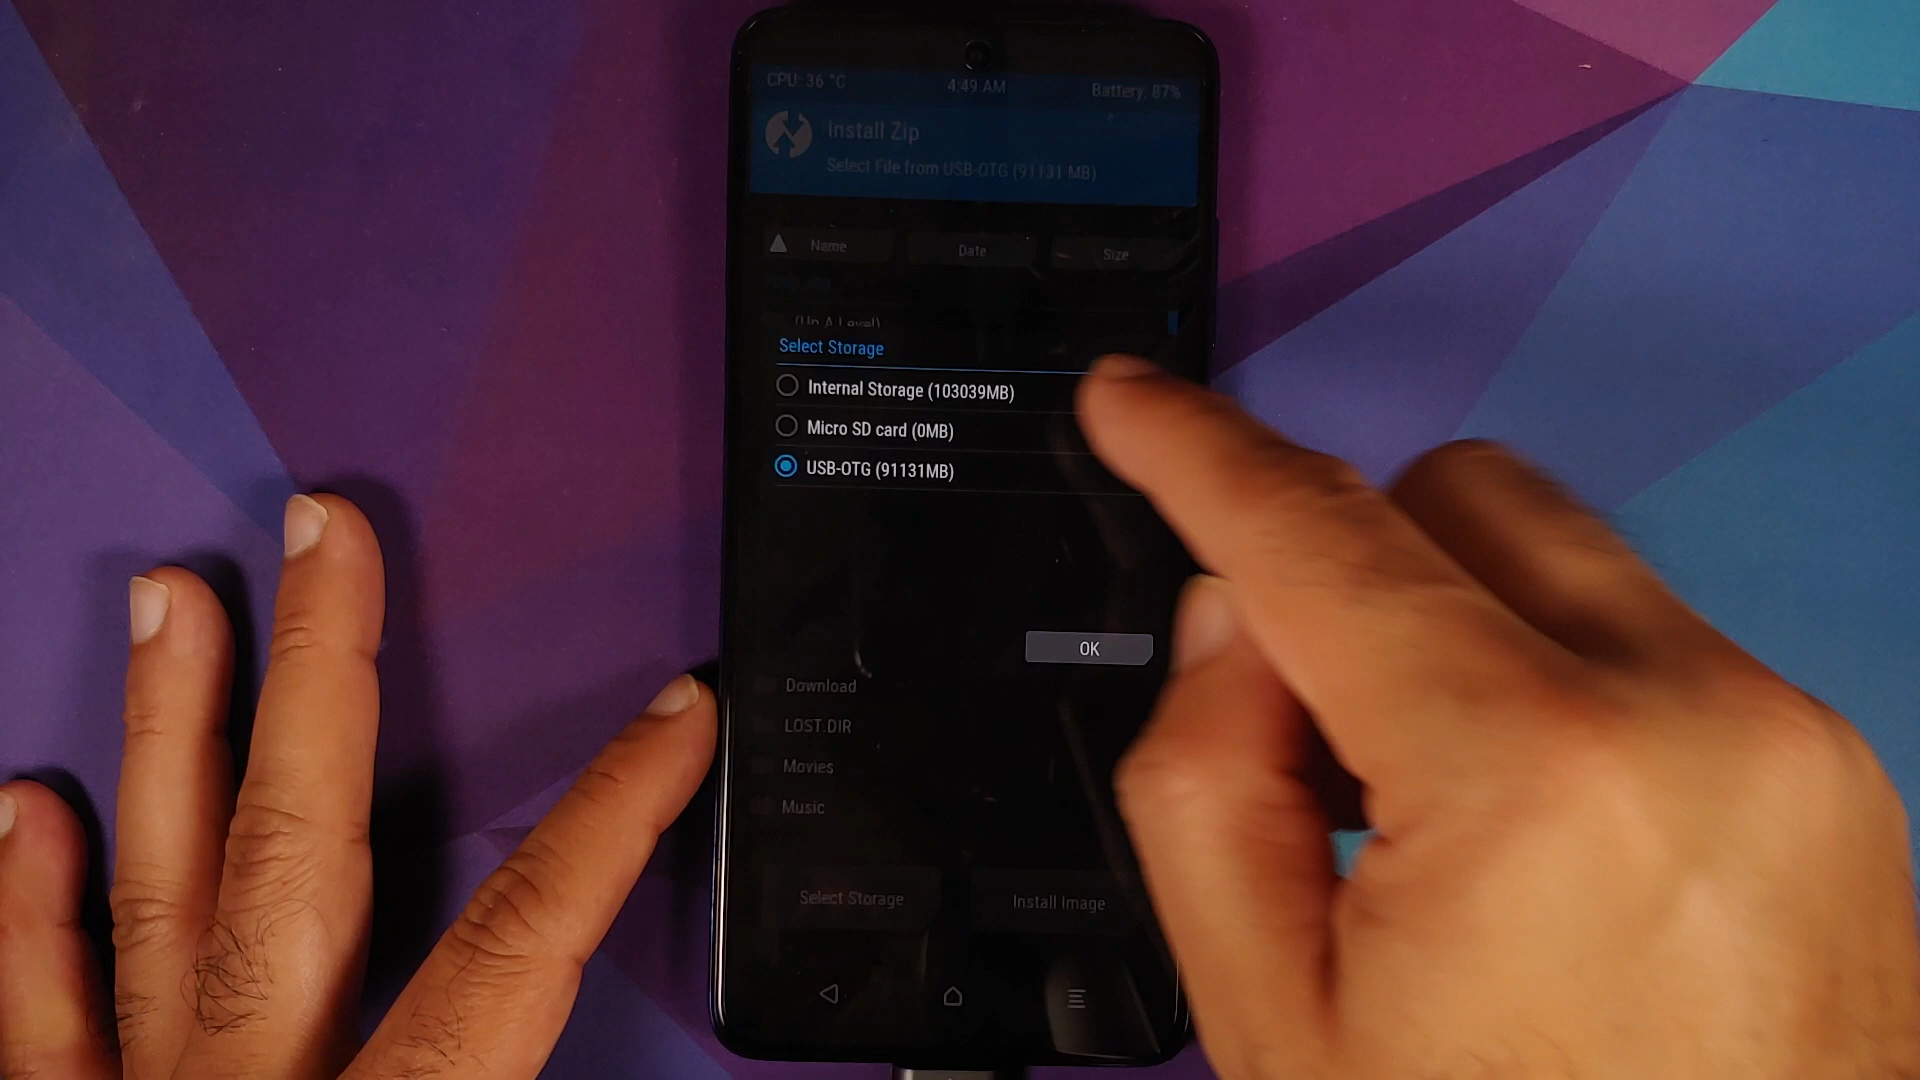 CPU: 36 °C
4:49 AM
Battery: 87%
Install Zip
Select File from USB-OTG (91131 MB)
Name
Date
Size
(Up A Level)
Select Storage
Internal Storage (103039MB)
Micro SD card (0MB)
USB-OTG (91131MB)
OK
Download
LOST.DIR
Movies
Music
Select Storage
Install Image